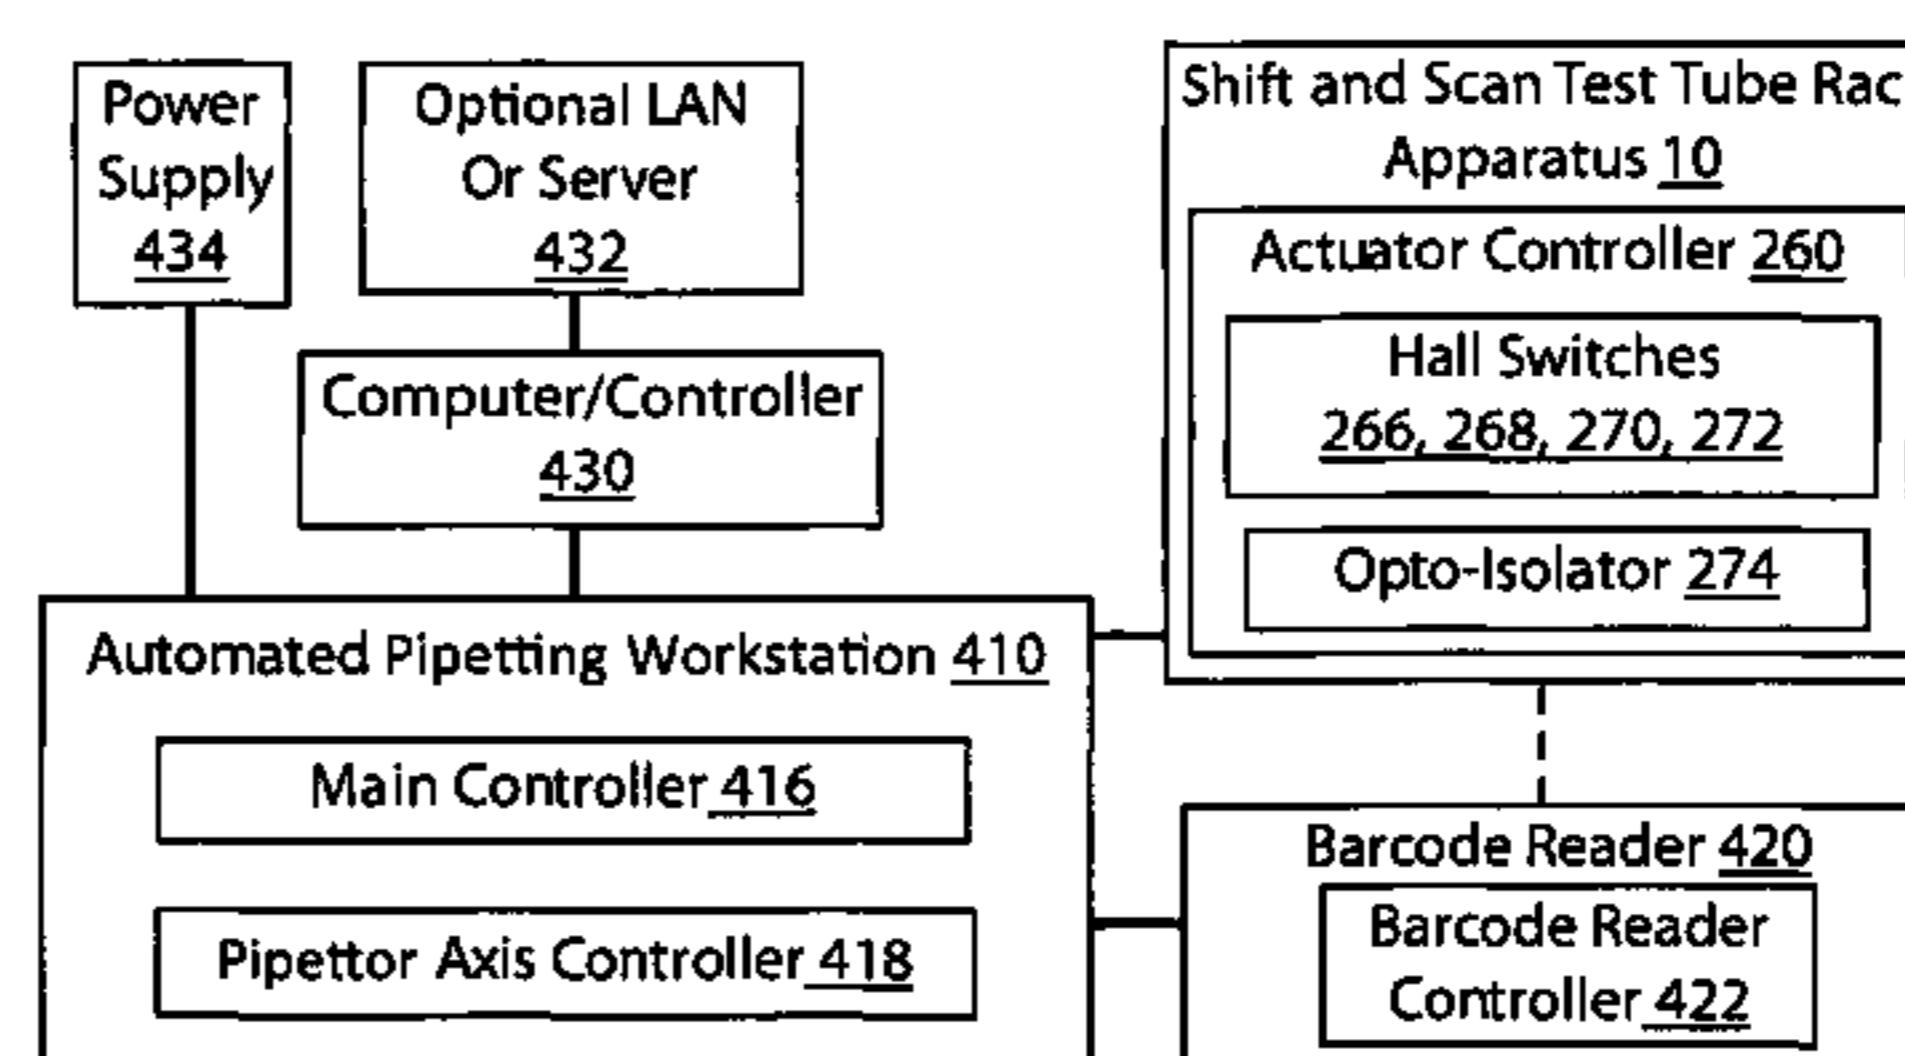 Power
Supply
434
Optional LAN
Or Server
432
Computer/Controller
430
Automated Pipetting Workstation 410
Main Controller 416
Pipettor Axis Controller 418
Shift and Scan Test Tube Rac
Apparatus 10
Actuator Controller 260
Hall Switches
266, 268, 270, 272
Opto-Isolator 274
Barcode Reader 420
Barcode Reader
Controller 422